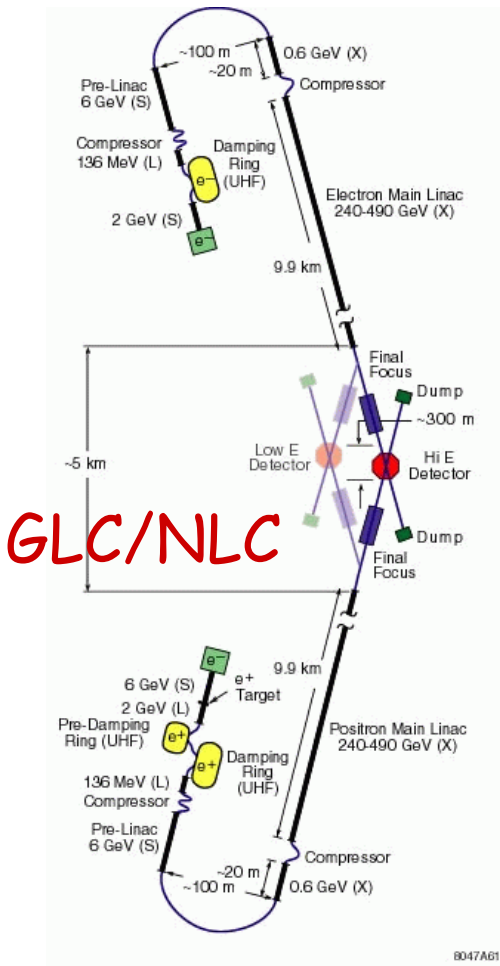 ~100 m
~20 m
0.6 GeV (X)
Compressor
Pre-Linac
6 GeV (S)
Compressor
136 MeV (L)
Damping
Ring
(UHF)
e−
2 GeV (S)
e−
Electron Main Linac
240-490 GeV (X)
9.9 km
Final
Focus
Dump
~300 m
Low E
Detector
Hi E
Detector
~5 km
GLC/NLC
Dump
Final
Focus
e−
6 GeV (S)
e+
Target
2 GeV (L)
9.9 km
Pre-Damping
Ring (UHF)
e+
e+
Damping
Ring
(UHF)
Positron Main Linac
240-490 GeV (X)
136 MeV (L)
Compressor
Pre-Linac
6 GeV (S)
Compressor
~20 m
~100 m
0.6 GeV (X)
8047A61